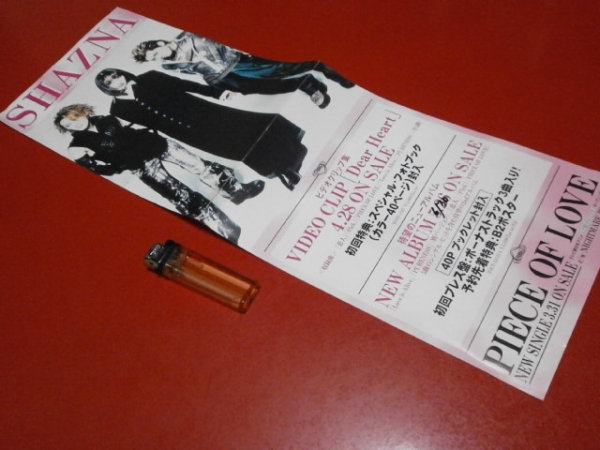 SHAZNA
ビデオクリップ集
VIDEO CLIP「Dear Heart」
4.28 ON SALE
初回特典:スペシャル・フォトブック
(カラー40ページ)封入
待望のニューアルバム
NEW ALBUM 5/26 ON SALE
40P ブックレット封入
初回プレス盤:ボーナストラック3曲入り!
予約先着特典:B2ポスター
PIECE OF LOVE
NEW SINGLE 3.31 ON SALE
c/w NIGHTMARE